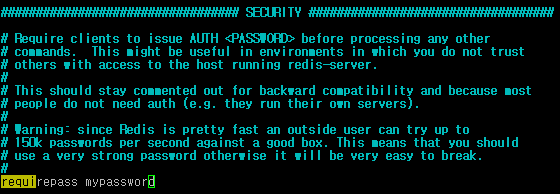 ################################## SECURITY ###################################
# Require clients to issue AUTH <PASSWORD> before processing any other
# commands.  This might be useful in environments in which you do not trust
# others with access to the host running redis-server.
#
# This should stay commented out for backward compatibility and because most
# people do not need auth (e.g. they run their own servers).
#
# Warning: since Redis is pretty fast an outside user can try up to
# 150k passwords per second against a good box. This means that you should
# use a very strong password otherwise it will be very easy to break.
#
requirepass mypassword